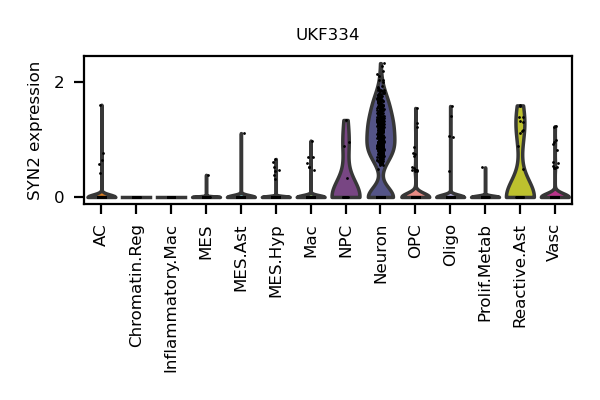 UKF334
SYN2 expression
2
0
AC
Chromatin.Reg
Inflammatory.Mac
MES
MES.Ast
MES.Hyp
Mac
NPC
Neuron
OPC
Oligo
Prolif.Metab
Reactive.Ast
Vasc